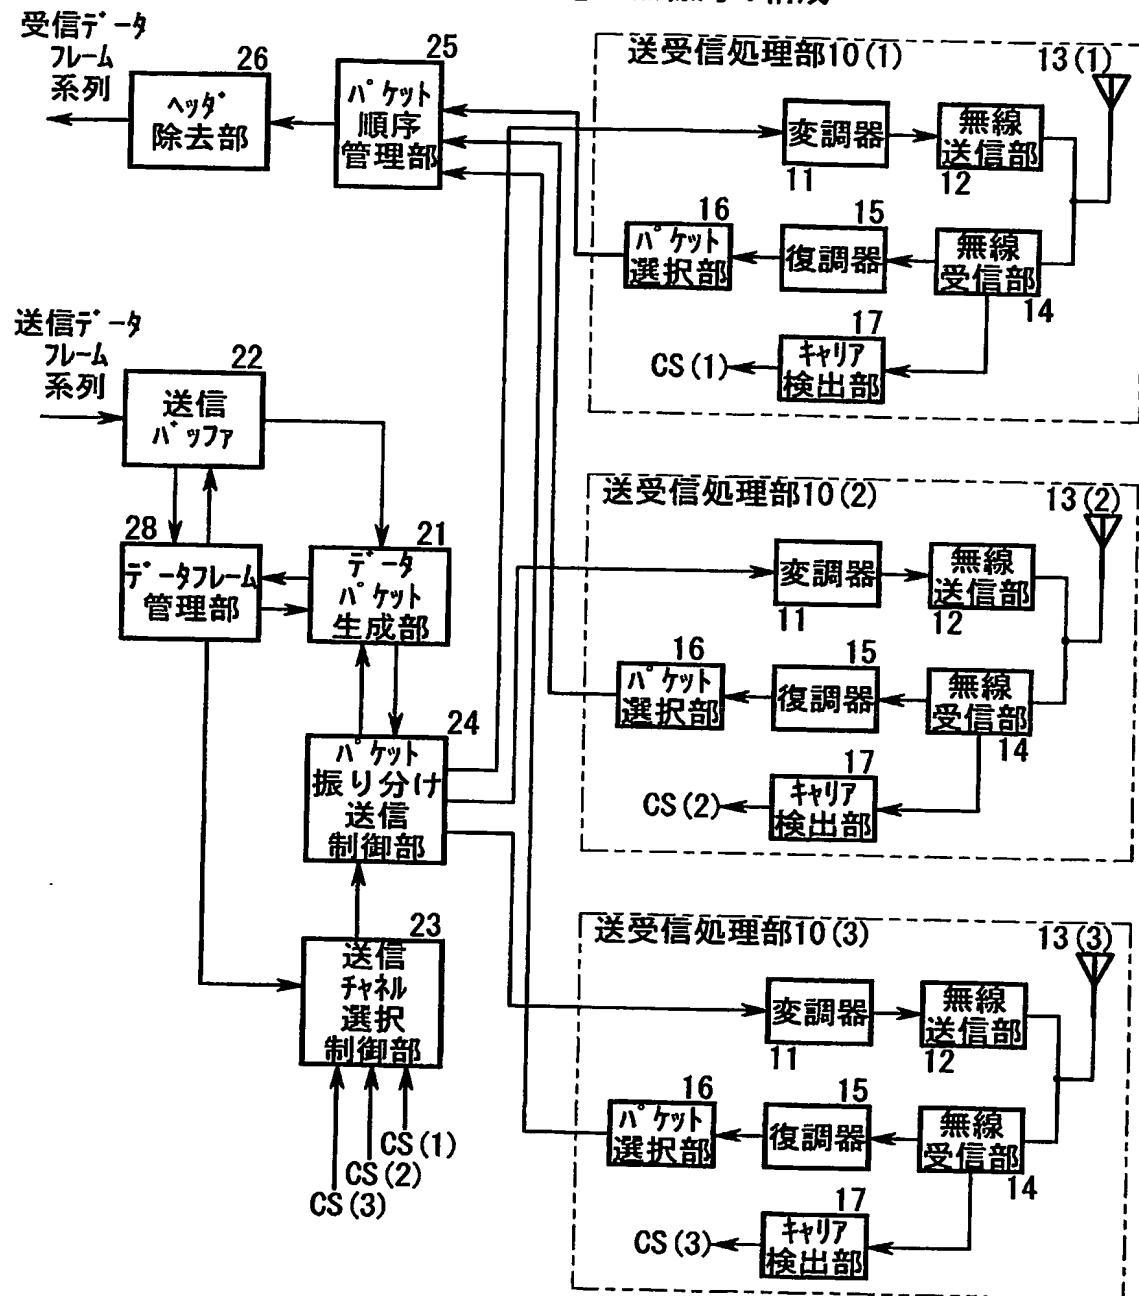 受信データ
フレーム
系列
26
ヘッダ
除去部
25
パケット
順序
管理部
送信データ
フレーム
系列
22
送信
バッファ
28
データフレーム
管理部
21
データ
パケット
生成部
24
パケット
振り分け
送信
制御部
23
送信
チャネル
選択
制御部
CS(1)
CS(2)
CS(3)
送受信処理部10(1)
13(1)
変調器
11
無線
送信部
12
16
パケット
選択部
15
復調器
無線
受信部
14
17
キャリア
検出部
CS(1)
送受信処理部10(2)
13(2)
変調器
11
無線
送信部
12
16
パケット
選択部
15
復調器
無線
受信部
14
17
キャリア
検出部
CS(2)
送受信処理部10(3)
13(3)
変調器
11
無線
送信部
12
16
パケット
選択部
15
復調器
無線
受信部
14
17
キャリア
検出部
CS(3)